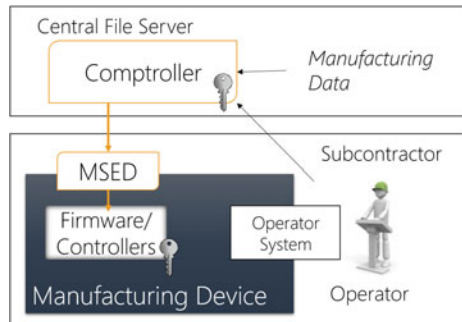 Central File Server
Comptroller
Manufacturing
Data
Subcontractor
MSED
Firmware/
Controllers
Operator
System
Manufacturing Device
Operator